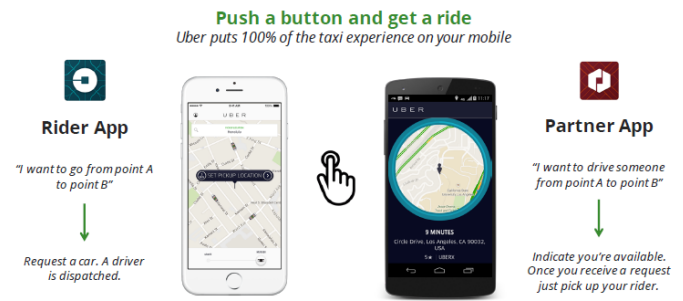 Push a button and get a ride
Uber puts 100% of the taxi experience on your mobile
Rider App
“I want to go from point A
to point B”
Request a car. A driver
is dispatched.
UBER
SET PICKUP LOCATION
UBER
9 MINUTES
Circle Drive, Los Angeles, CA 90032,
USA
UBERX
Partner App
“I want to drive someone
from point A to point B”
Indicate you’re available.
Once you receive a request
just pick up your rider.